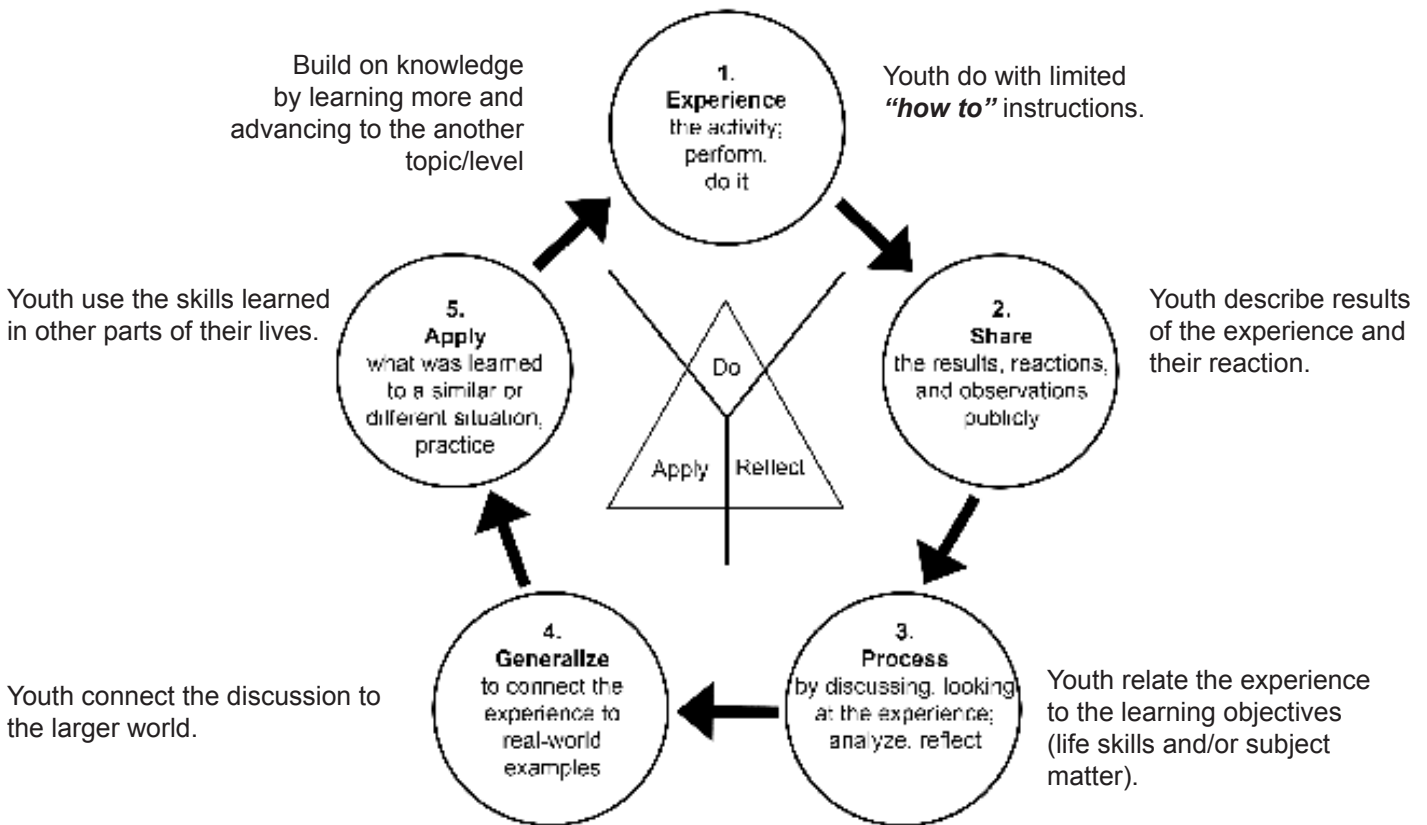 Build on knowledge
by learning more and
advancing to the another
topic/level
1.
Experience
the activity;
perform,
do it
Youth do with limited
“how to” instructions.
Youth use the skills learned
in other parts of their lives.
5.
Apply
what was learned
to a similar or
different situation,
practice
Do
Apply
Reflect
2.
Share
the results, reactions,
and observations
publicly
Youth describe results
of the experience and
their reaction.
Youth connect the discussion to
the larger world.
4.
Generalize
to connect the
experience to
real-world
examples
3.
Process
by discussing, looking
at the experience;
analyze, reflect
Youth relate the experience
to the learning objectives
(life skills and/or subject
matter).